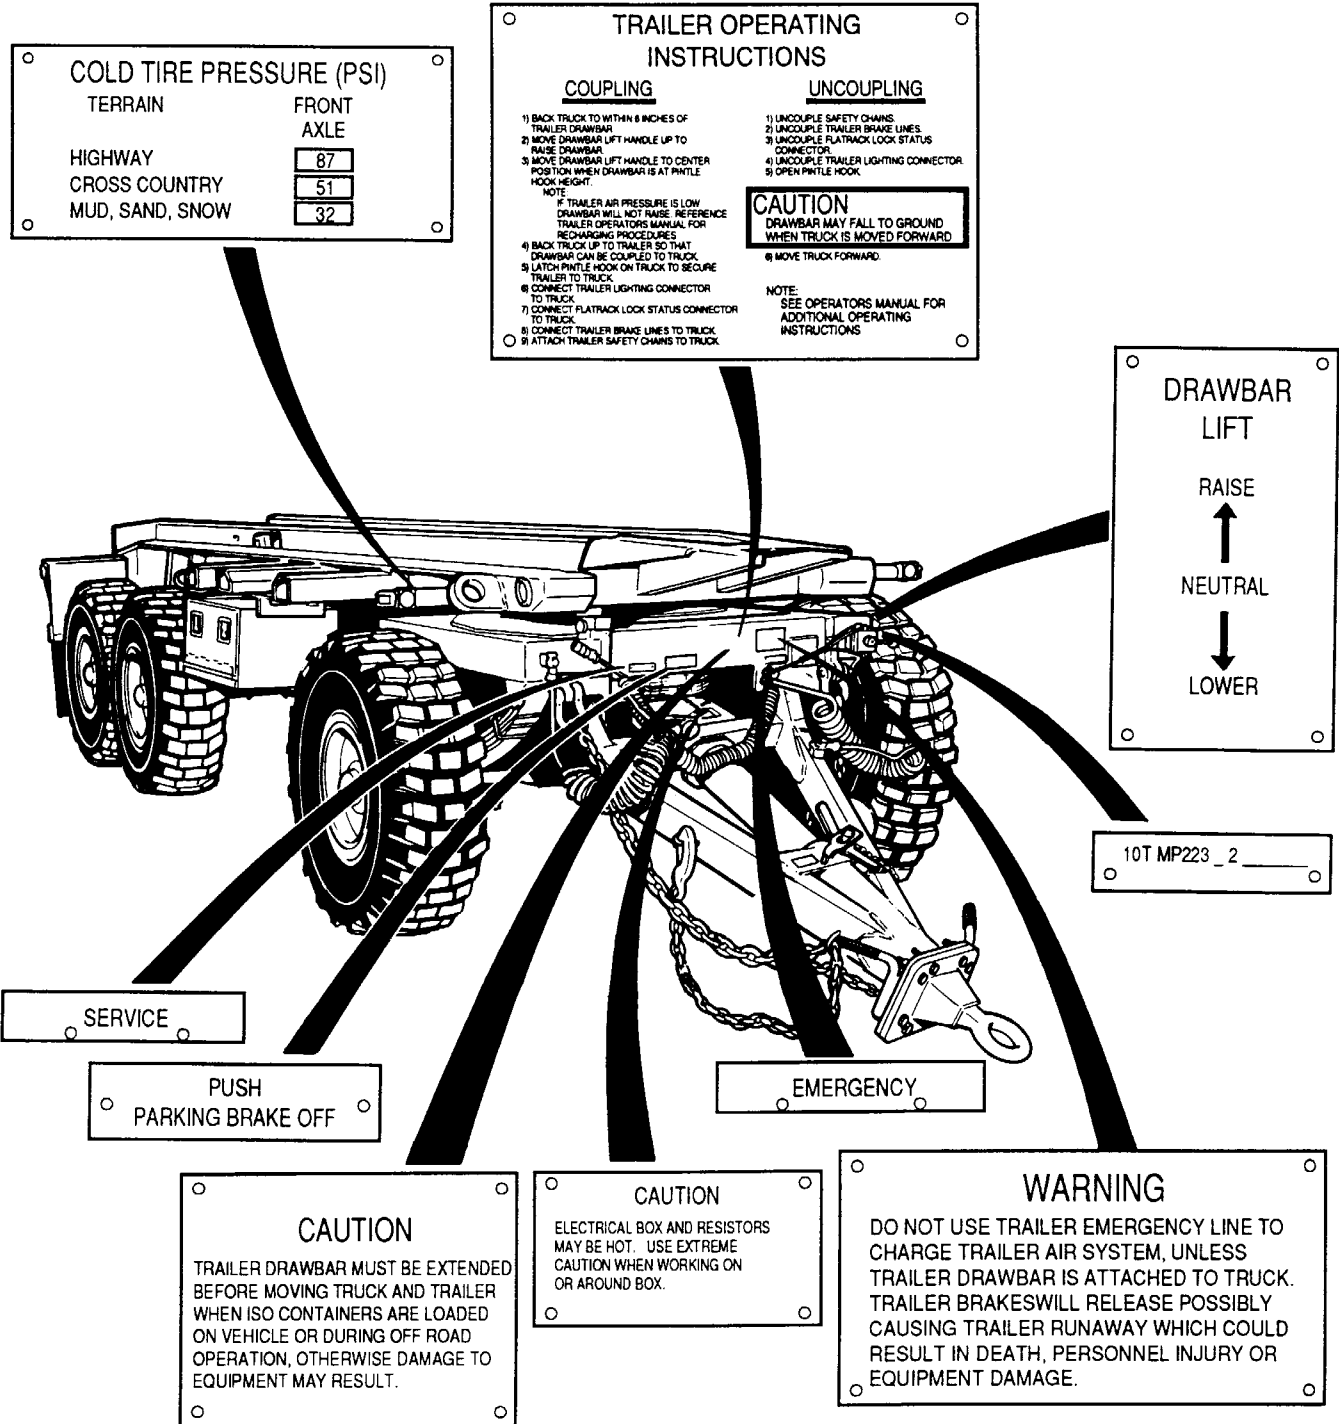 COLD TIRE PRESSURE (PSI)
TERRAIN FRONT
AXLE
HIGHWAY 87
CROSS COUNTRY 51
MUD, SAND, SNOW 32
TRAILER OPERATING
INSTRUCTIONS
COUPLING
1) BACK TRUCK TO WITHIN 6 INCHES OF
TRAILER DRAWBAR
2) MOVE DRAWBAR LIFT HANDLE UP TO
RAISE DRAWBAR
3) MOVE DRAWBAR LIFT HANDLE TO CENTER
POSITION WHEN DRAWBAR IS AT PINTLE
HOOK HEIGHT.
NOTE
IF TRAILER AIR PRESSURE IS LOW
DRAWBAR WILL NOT RAISE. REFERENCE
TRAILER OPERATORS MANUAL FOR
RECHARGING PROCEDURES
4) BACK TRUCK UP TO TRAILER SO THAT
DRAWBAR CAN BE COUPLED TO TRUCK.
5) LATCH PINTLE HOOK ON TRUCK TO SECURE
TRAILER TO TRUCK
6) CONNECT TRAILER LIGHTING CONNECTOR
TO TRUCK
7) CONNECT FLATRACK LOCK STATUS CONNECTOR
TO TRUCK.
8) CONNECT TRAILER BRAKE LINES TO TRUCK
9) ATTACH TRAILER SAFETY CHAINS TO TRUCK
UNCOUPLING
1) UNCOUPLE SAFETY CHAINS.
2) UNCOUPLE TRAILER BRAKE LINES.
3) UNCOUPLE FLATRACK LOCK STATUS
CONNECTOR.
4) UNCOUPLE TRAILER LIGHTING CONNECTOR.
5) OPEN PINTLE HOOK
CAUTION
DRAWBAR MAY FALL TO GROUND
WHEN TRUCK IS MOVED FORWARD
6) MOVE TRUCK FORWARD.
NOTE:
SEE OPERATORS MANUAL FOR
ADDITIONAL OPERATING
INSTRUCTIONS
DRAWBAR
LIFT
RAISE
NEUTRAL
LOWER
10T MP223 _ 2 ______
SERVICE
PUSH
PARKING BRAKE OFF
EMERGENCY
CAUTION
TRAILER DRAWBAR MUST BE EXTENDED
BEFORE MOVING TRUCK AND TRAILER
WHEN ISO CONTAINERS ARE LOADED
ON VEHICLE OR DURING OFF ROAD
OPERATION, OTHERWISE DAMAGE TO
EQUIPMENT MAY RESULT.
CAUTION
ELECTRICAL BOX AND RESISTORS
MAY BE HOT. USE EXTREME
CAUTION WHEN WORKING ON
OR AROUND BOX.
WARNING
DO NOT USE TRAILER EMERGENCY LINE TO
CHARGE TRAILER AIR SYSTEM, UNLESS
TRAILER DRAWBAR IS ATTACHED TO TRUCK.
TRAILER BRAKESWILL RELEASE POSSIBLY
CAUSING TRAILER RUNAWAY WHICH COULD
RESULT IN DEATH, PERSONNEL INJURY OR
EQUIPMENT DAMAGE.